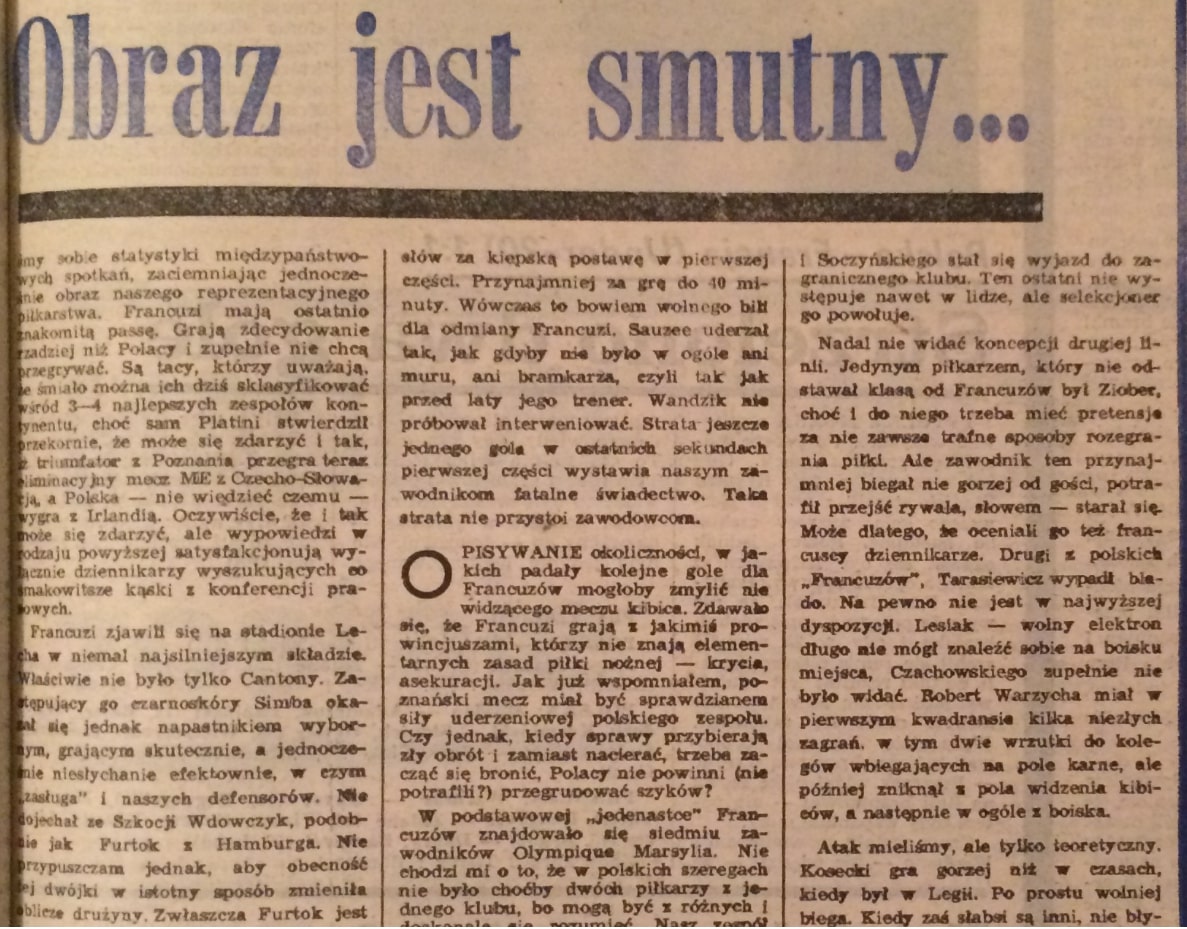 Obraz jest smutny...
my sobie statystyki międzypaństwo-
wych spotkań, zaciemniając jednocze-
nie obraz naszego reprezentacyjnego
piłkarstwa. Francuzi mają ostatnio
znakomitą passę. Grają zdecydowanie
rzadziej niż Polacy i zupełnie nie chcą
przegrywać. Są tacy, którzy uważają,
że śmiało można ich dziś sklasyfikować
wśród 3—4 najlepszych zespołów kon-
tynentu, choć sam Platini stwierdził
przekornie, że może się zdarzyć i tak,
iż triumfator z Poznania przegra teraz
eliminacyjny mecz ME z Czecho-Słowa-
cją, a Polska — nie wiedzieć czemu —
wygra z Irlandią. Oczywiście, że i tak
może się zdarzyć, ale wypowiedzi w
rodzaju powyższej satysfakcjonują wy-
łącznie dziennikarzy wyszukujących co
smakowitsze kąski z konferencji pra-
sowych.
Francuzi zjawili się na stadionie Le-
cha w niemal najsilniejszym składzie.
Właściwie nie było tylko Cantony. Za-
stępujący go czarnoskóry Simba oka-
zał się jednak napastnikiem wybor-
nym, grającym skutecznie, a jednocze-
nie niesłychanie efektownie, w czym
„zasługa" i naszych defensorów. Nie
dojechał ze Szkocji Wdowczyk, podob-
nie jak Furtok z Hamburga. Nie
przypuszczam jednak, aby obecność
tej dwójki w istotny sposób zmieniła
oblicze drużyny. Zwłaszcza Furtok jest
słów za kiepską postawę w pierwszej
części. Przynajmniej za grę do 40 mi-
nuty. Wówczas to bowiem wolnego bili
dla odmiany Francuzi. Sauzee uderzał
tak, jak gdyby nie było w ogóle ani
muru, ani bramkarza, czyli tak jak
przed laty jego trener. Wandzik nie
próbował interweniować. Strata jeszcze
jednego gola w ostatnich sekundach
pierwszej części wystawia naszym za-
wodnikom fatalne świadectwo. Taka
strata nie przystoi zawodowcom.
OPISYWANIE okoliczności, w ja-
kich padały kolejne gole dla
Francuzów mogłoby zmylić nie
widzącego meczu kibica. Zdawało
się, że Francuzi grają z jakimiś pro-
wincjuszami, którzy nie znają elemen-
tarnych zasad piłki nożnej — krycia,
asekuracji. Jak już wspomniałem, po-
znański mecz miał być sprawdzianem
siły uderzeniowej polskiego zespołu.
Czy jednak, kiedy sprawy przybierają
zły obrót i zamiast nacierać, trzeba za-
cząć się bronić, Polacy nie powinni (nie
potrafili?) przegrupować szyków?
W podstawowej „jedenastce" Fran-
cuzów znajdowało się siedmiu za-
wodników Olympique Marsylia. Nie
chodzi mi o to, że w polskich szeregach
nie było choćby dwóch piłkarzy z je-
dnego klubu, bo mogą być z różnych i
doskonale się rozumieć. Nasz zespół
i Soczyńskiego stał się wyjazd do za-
granicznego klubu. Ten ostatni nie wy-
stępuje nawet w lidze, ale selekcjoner
go powołuje.
Nadal nie widać koncepcji drugiej li-
nii. Jedynym piłkarzem, który nie od-
stawał klasą od Francuzów był Ziober,
choć i do niego trzeba mieć pretensje
za nie zawsze trafne sposoby rozegra-
nia piłki. Ale zawodnik ten przynaj-
mniej biegał nie gorzej od gości, potra-
fił przejść rywala, słowem — starał się.
Może dlatego, że oceniali go też fran-
cuscy dziennikarze. Drugi z polskich
„Francuzów", Tarasiewicz wypadł bla-
do. Na pewno nie jest w najwyższej
dyspozycji. Lesiak — wolny elektron
długo nie mógł znaleźć sobie na boisku
miejsca, Czachowskiego zupełnie nie
było widać. Robert Warzycha miał w
pierwszym kwadransie kilka niezłych
zagrań, w tym dwie wrzutki do kole-
gów wbiegających na pole karne, ale
później zniknął z pola widzenia kibi-
ców, a następnie w ogóle z boiska.
Atak mieliśmy, ale tylko teoretyczny.
Kosecki gra gorzej niż w czasach,
kiedy był w Legii. Po prostu wolniej
biega. Kiedy zaś słabsi są inni, nie bły-